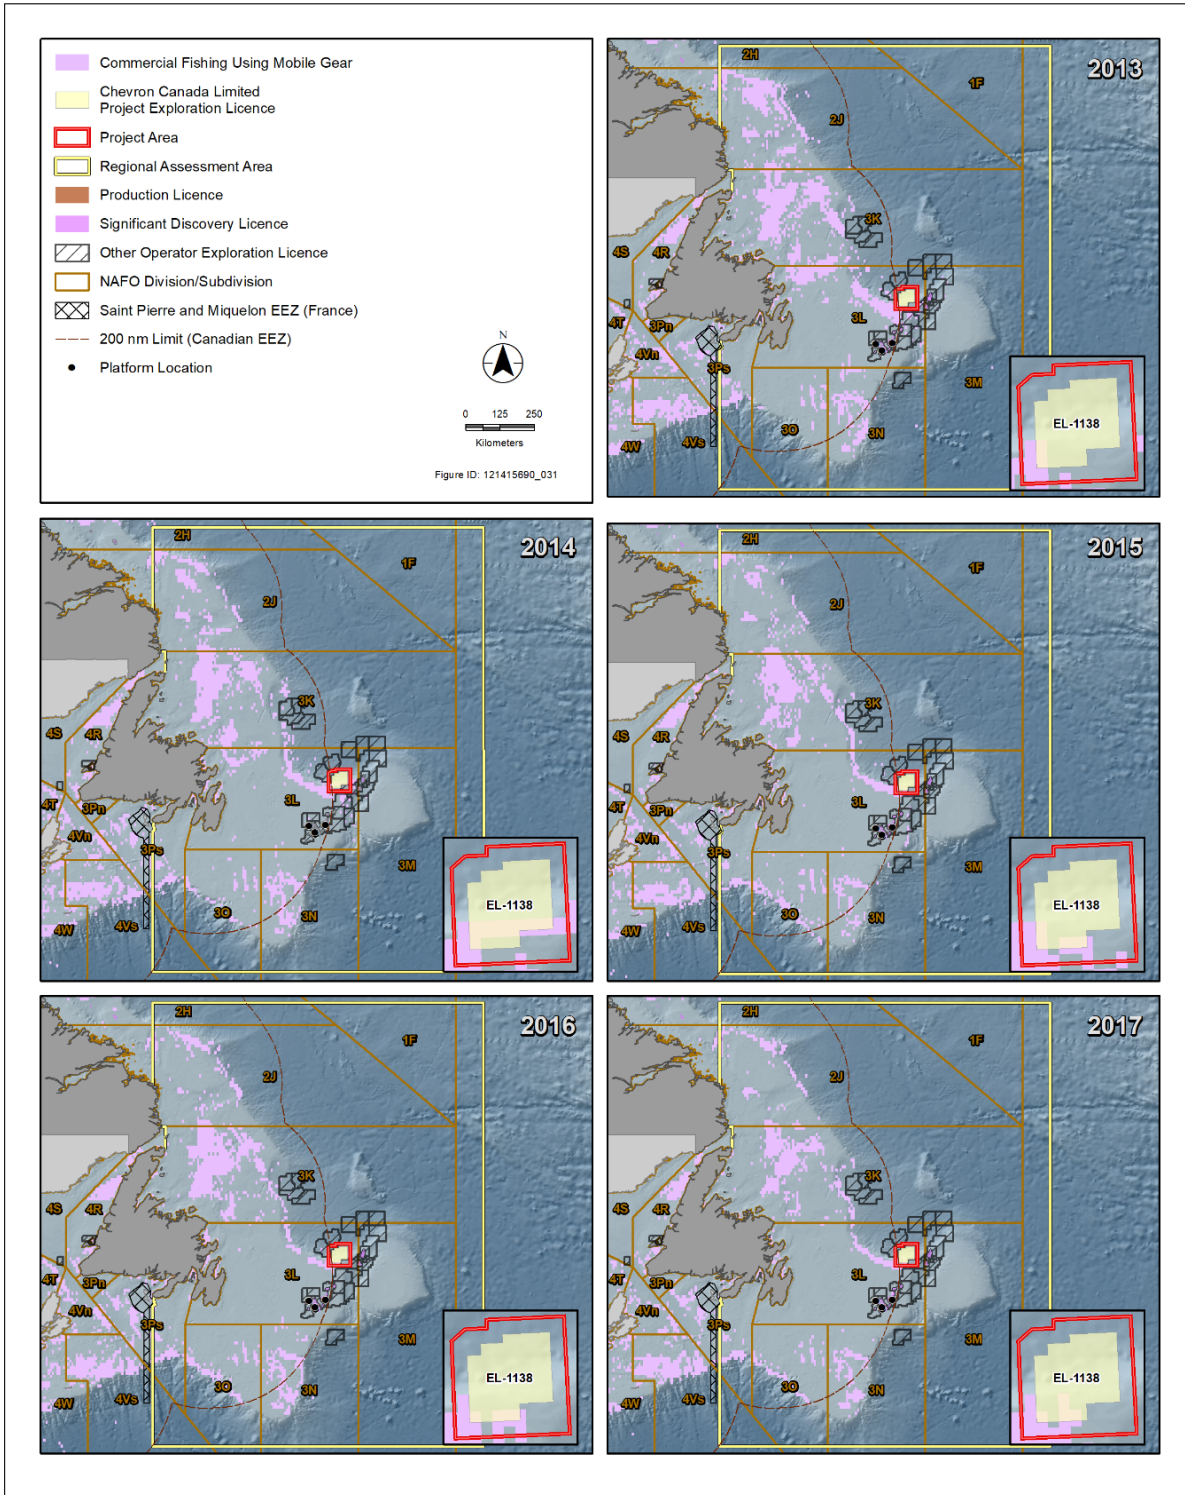 Commercial Fishing Using Mobile Gear
Chevron Canada Limited
Project Exploration Licence
Project Area
Regional Assessment Area
Production Licence
Significant Discovery Licence
Other Operator Exploration Licence
NAFO Division/Subdivision
Saint Pierre and Miquelon EEZ (France)
200 nm Limit (Canadian EEZ)
Platform Location
N
0 125 250
Kilometers
Figure ID: 121415690_031
2013
2H
1F
2J
3K
4S
4R
4T
3Pn
3L
4Vn
3Ps
3M
3O
3N
4W
4Vs
EL-1138
2014
2H
1F
2J
3K
4S
4R
4T
3Pn
3L
4Vn
3Ps
3M
3O
3N
4W
4Vs
EL-1138
2015
2H
1F
2J
3K
4S
4R
4T
3Pn
3L
4Vn
3Ps
3M
3O
3N
4W
4Vs
EL-1138
2016
2H
1F
2J
3K
4S
4R
4T
3Pn
3L
4Vn
3Ps
3M
3O
3N
4W
4Vs
EL-1138
2017
2H
1F
2J
3K
4S
4R
4T
3Pn
3L
4Vn
3Ps
3M
3O
3N
4W
4Vs
EL-1138